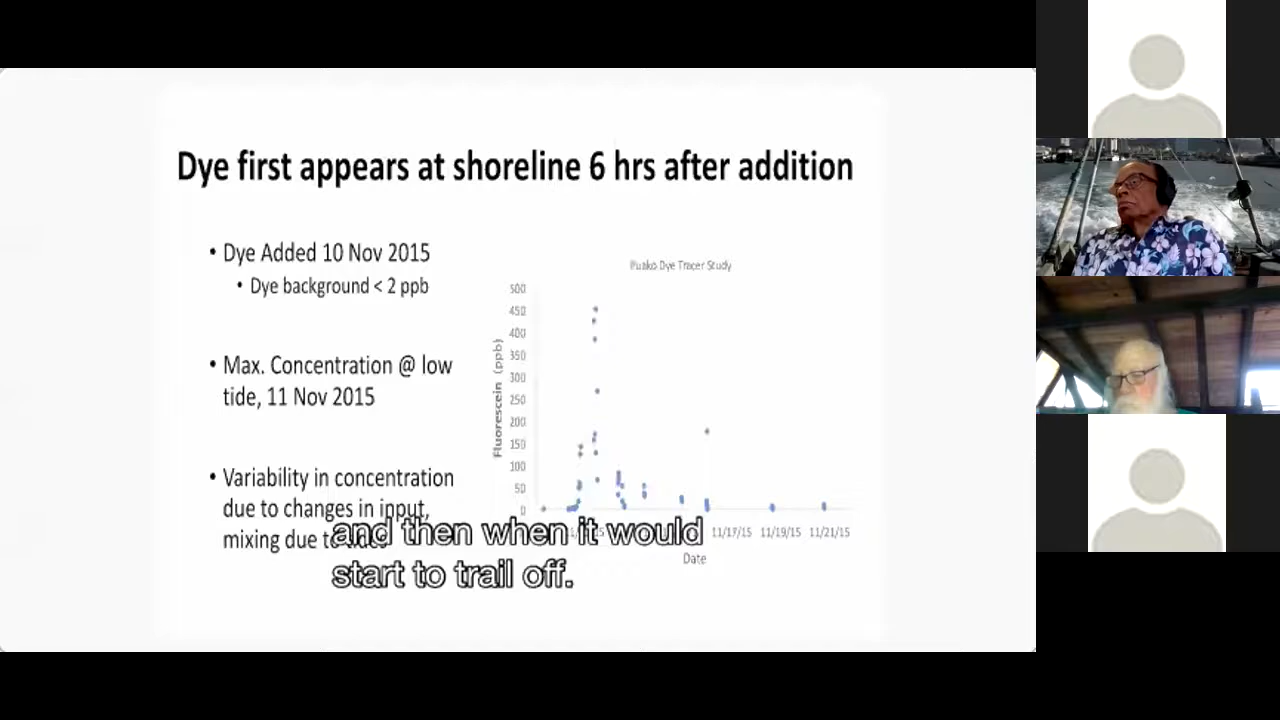 Dye first appears at shoreline 6 hrs after addition
• Dye Added 10 Nov 2015
• Dye background < 2 ppb
• Max. Concentration @ low
tide, 11 Nov 2015
• Variability in concentration
due to changes in input,
mixing due to
Puako Dye Tracer Study
Fluorescein (ppb)
500
450
400
350
300
250
200
150
100
50
0
11/17/15 11/19/15 11/21/15
Date
and then when it would
start to trail off.